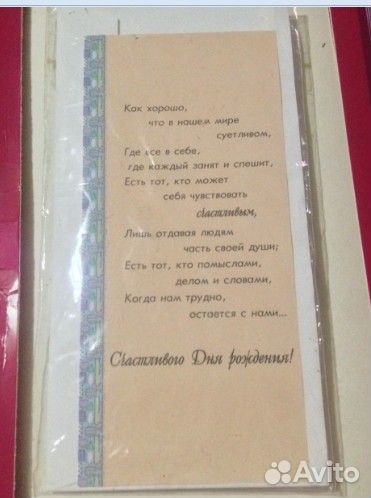 Как хорошо,
что в нашем мире
суетливом,
Где все в себе,
где каждый занят и спешит,
Есть тот, кто может
себя чувствовать
счастливым,
Лишь отдавая людям
часть своей души;
Есть тот, кто помыслами,
делом и словами,
Когда нам трудно,
остается с нами...
Счастливого Дня рождения!
Avito